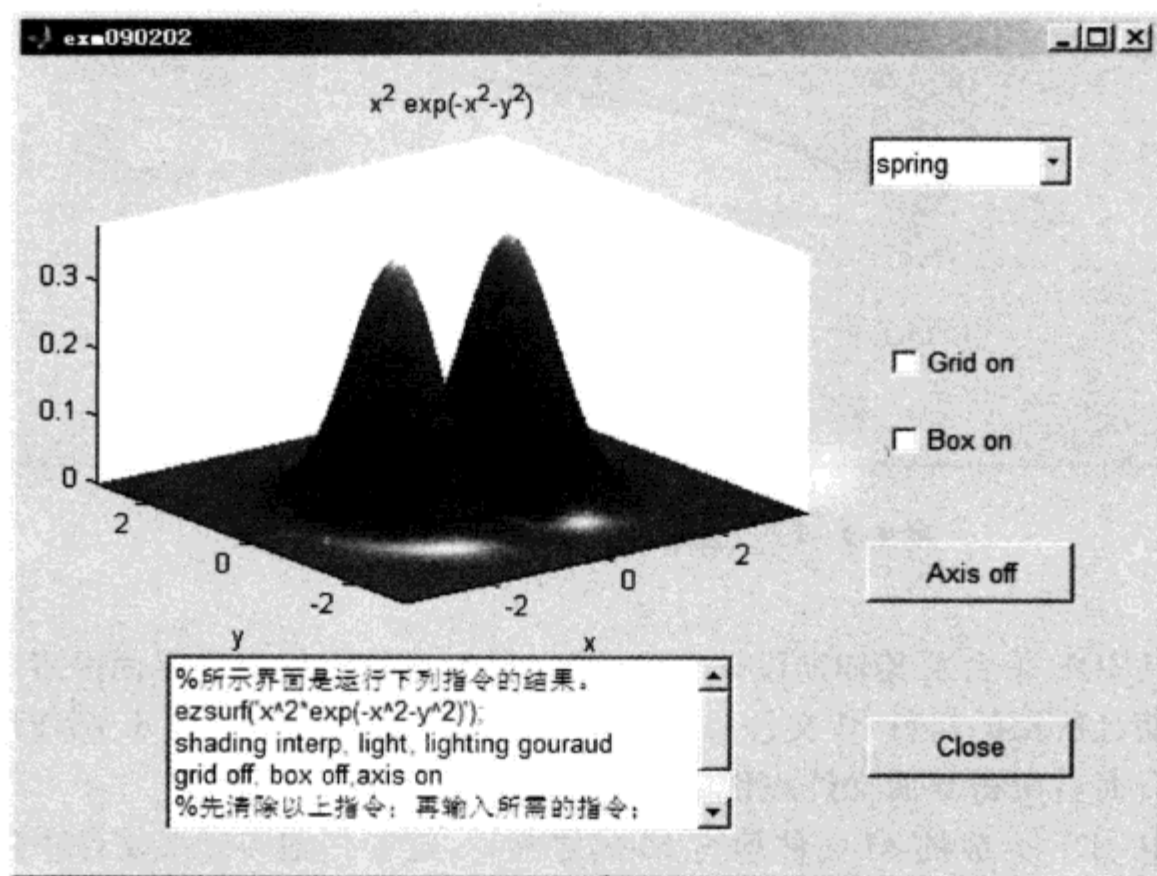 exm090202
x² exp(-x²-y²)
spring
0.3
0.2
0.1
0
2
0
-2
y
-2
0
2
x
Grid on
Box on
Axis off
Close
%所示界面是运行下列指令的结果。
ezsurf('x^2*exp(-x^2-y^2)');
shading interp, light, lighting gouraud
grid off, box off,axis on
%先清除以上指令；再输入所需的指令；